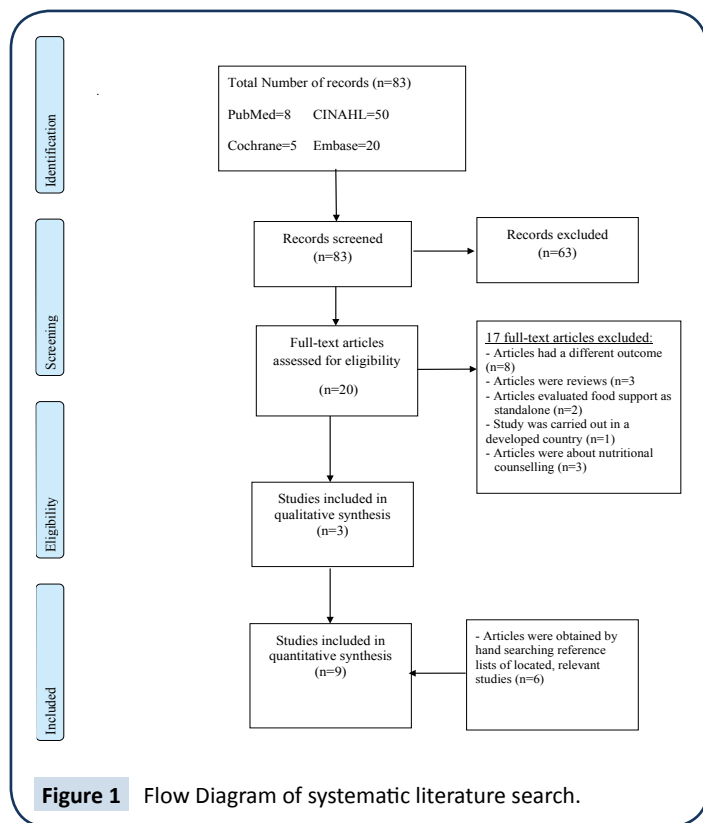 Identification
Total Number of records (n=83)
PubMed=8 CINAHL=50
Cochrane=5 Embase=20
Screening
Records screened
(n=83)
Records excluded
(n=63)
Full-text articles
assessed for eligibility
(n=20)
17 full-text articles excluded:
- Articles had a different outcome
(n=8)
- Articles were reviews (n=3
- Articles evaluated food support as
standalone (n=2)
- Study was carried out in a
developed country (n=1)
- Articles were about nutritional
counselling (n=3)
Eligibility
Studies included in
qualitative synthesis
(n=3)
Included
Studies included in
quantitative synthesis
(n=9)
- Articles were obtained by
hand searching reference
lists of located, relevant
studies (n=6)
Figure 1 Flow Diagram of systematic literature search.